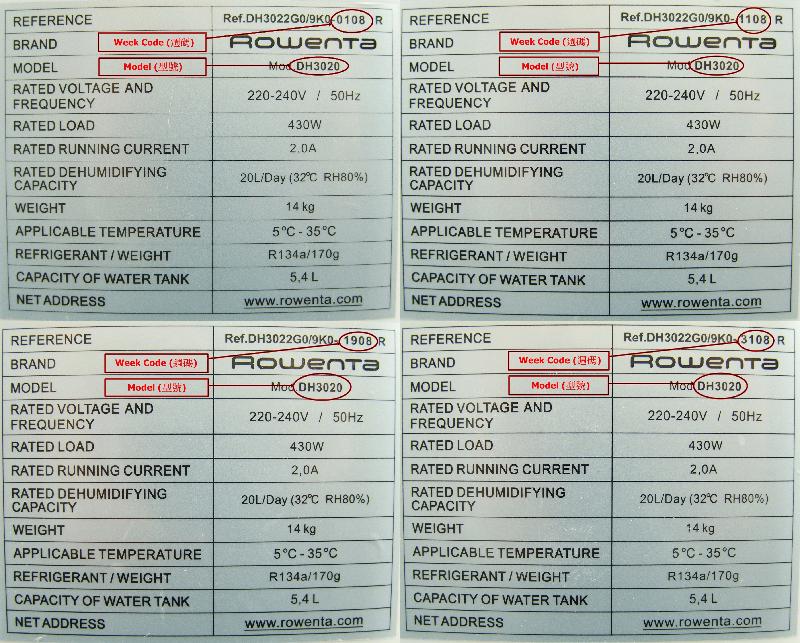 REFERENCE Ref.DH3022G0/9K0-0108 R
BRAND Week Code (週碼) Rowenta
MODEL Model (型號) Mod DH3020
RATED VOLTAGE AND FREQUENCY 220-240V / 50Hz
RATED LOAD 430W
RATED RUNNING CURRENT 2.0A
RATED DEHUMIDIFYING CAPACITY 20L/Day (32℃ RH80%)
WEIGHT 14 kg
APPLICABLE TEMPERATURE 5°C - 35°C
REFRIGERANT / WEIGHT R134a/170g
CAPACITY OF WATER TANK 5,4 L
NET ADDRESS www.rowenta.com
REFERENCE Ref.DH3022G0/9K0-1108 R
BRAND Week Code (週碼) Rowenta
MODEL Model (型號) Mod DH3020
RATED VOLTAGE AND FREQUENCY 220-240V / 50Hz
RATED LOAD 430W
RATED RUNNING CURRENT 2.0A
RATED DEHUMIDIFYING CAPACITY 20L/Day (32℃ RH80%)
WEIGHT 14 kg
APPLICABLE TEMPERATURE 5°C - 35°C
REFRIGERANT / WEIGHT R134a/170g
CAPACITY OF WATER TANK 5,4 L
NET ADDRESS www.rowenta.com
REFERENCE Ref.DH3022G0/9K0-1908 R
BRAND Week Code (週碼) Rowenta
MODEL Model (型號) Mod DH3020
RATED VOLTAGE AND FREQUENCY 220-240V / 50Hz
RATED LOAD 430W
RATED RUNNING CURRENT 2,0A
RATED DEHUMIDIFYING CAPACITY 20L/Day (32℃ RH80%)
WEIGHT 14 kg
APPLICABLE TEMPERATURE 5°C - 35°C
REFRIGERANT / WEIGHT R134a/170g
CAPACITY OF WATER TANK 5,4 L
NET ADDRESS www.rowenta.com
REFERENCE Ref.DH3022G0/9K0-3108 R
BRAND Week Code (週碼) Rowenta
MODEL Model (型號) Mod DH3020
RATED VOLTAGE AND FREQUENCY 220-240V / 50Hz
RATED LOAD 430W
RATED RUNNING CURRENT 2,0A
RATED DEHUMIDIFYING CAPACITY 20L/Day (32℃ RH80%)
WEIGHT 14 kg
APPLICABLE TEMPERATURE 5°C - 35°C
REFRIGERANT / WEIGHT R134a/170g
CAPACITY OF WATER TANK 5,4 L
NET ADDRESS www.rowenta.com